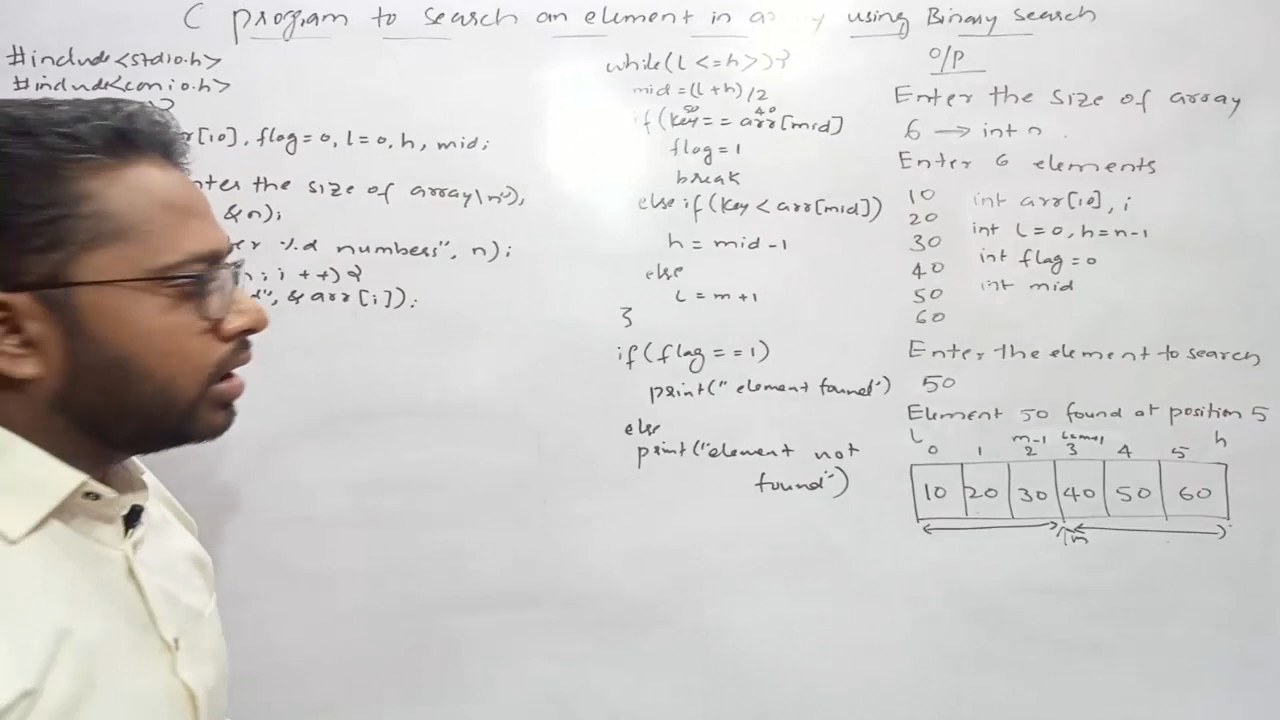 C program to search an element in a y using Binary search
#include<stdio.h>
#include<conio.h>
r[10], flag=0, l=0, h, mid;
nter the size of array\n"),
&n);
er %d numbers", n);
; i++) {
", &arr[i]);
while(l <=h>){
mid =(l+h)/2
50 40
if(key== arr[mid]
flag=1
break
else if(key < arr[mid])
h = mid-1
else
l = m+1
}
if(flag==1)
print("element found")
else
print("element not
found")
O/P
Enter the size of array
6 → int n
Enter 6 elements
10 int arr[10], i
20 int l=0, h=n-1
30 int flag=0
40 int mid
50
60
Enter the element to search
50
Element 50 found at position 5
l m-1 l=m+1 h
0 1 2 3 4 5
10 20 30 40 50 60
m